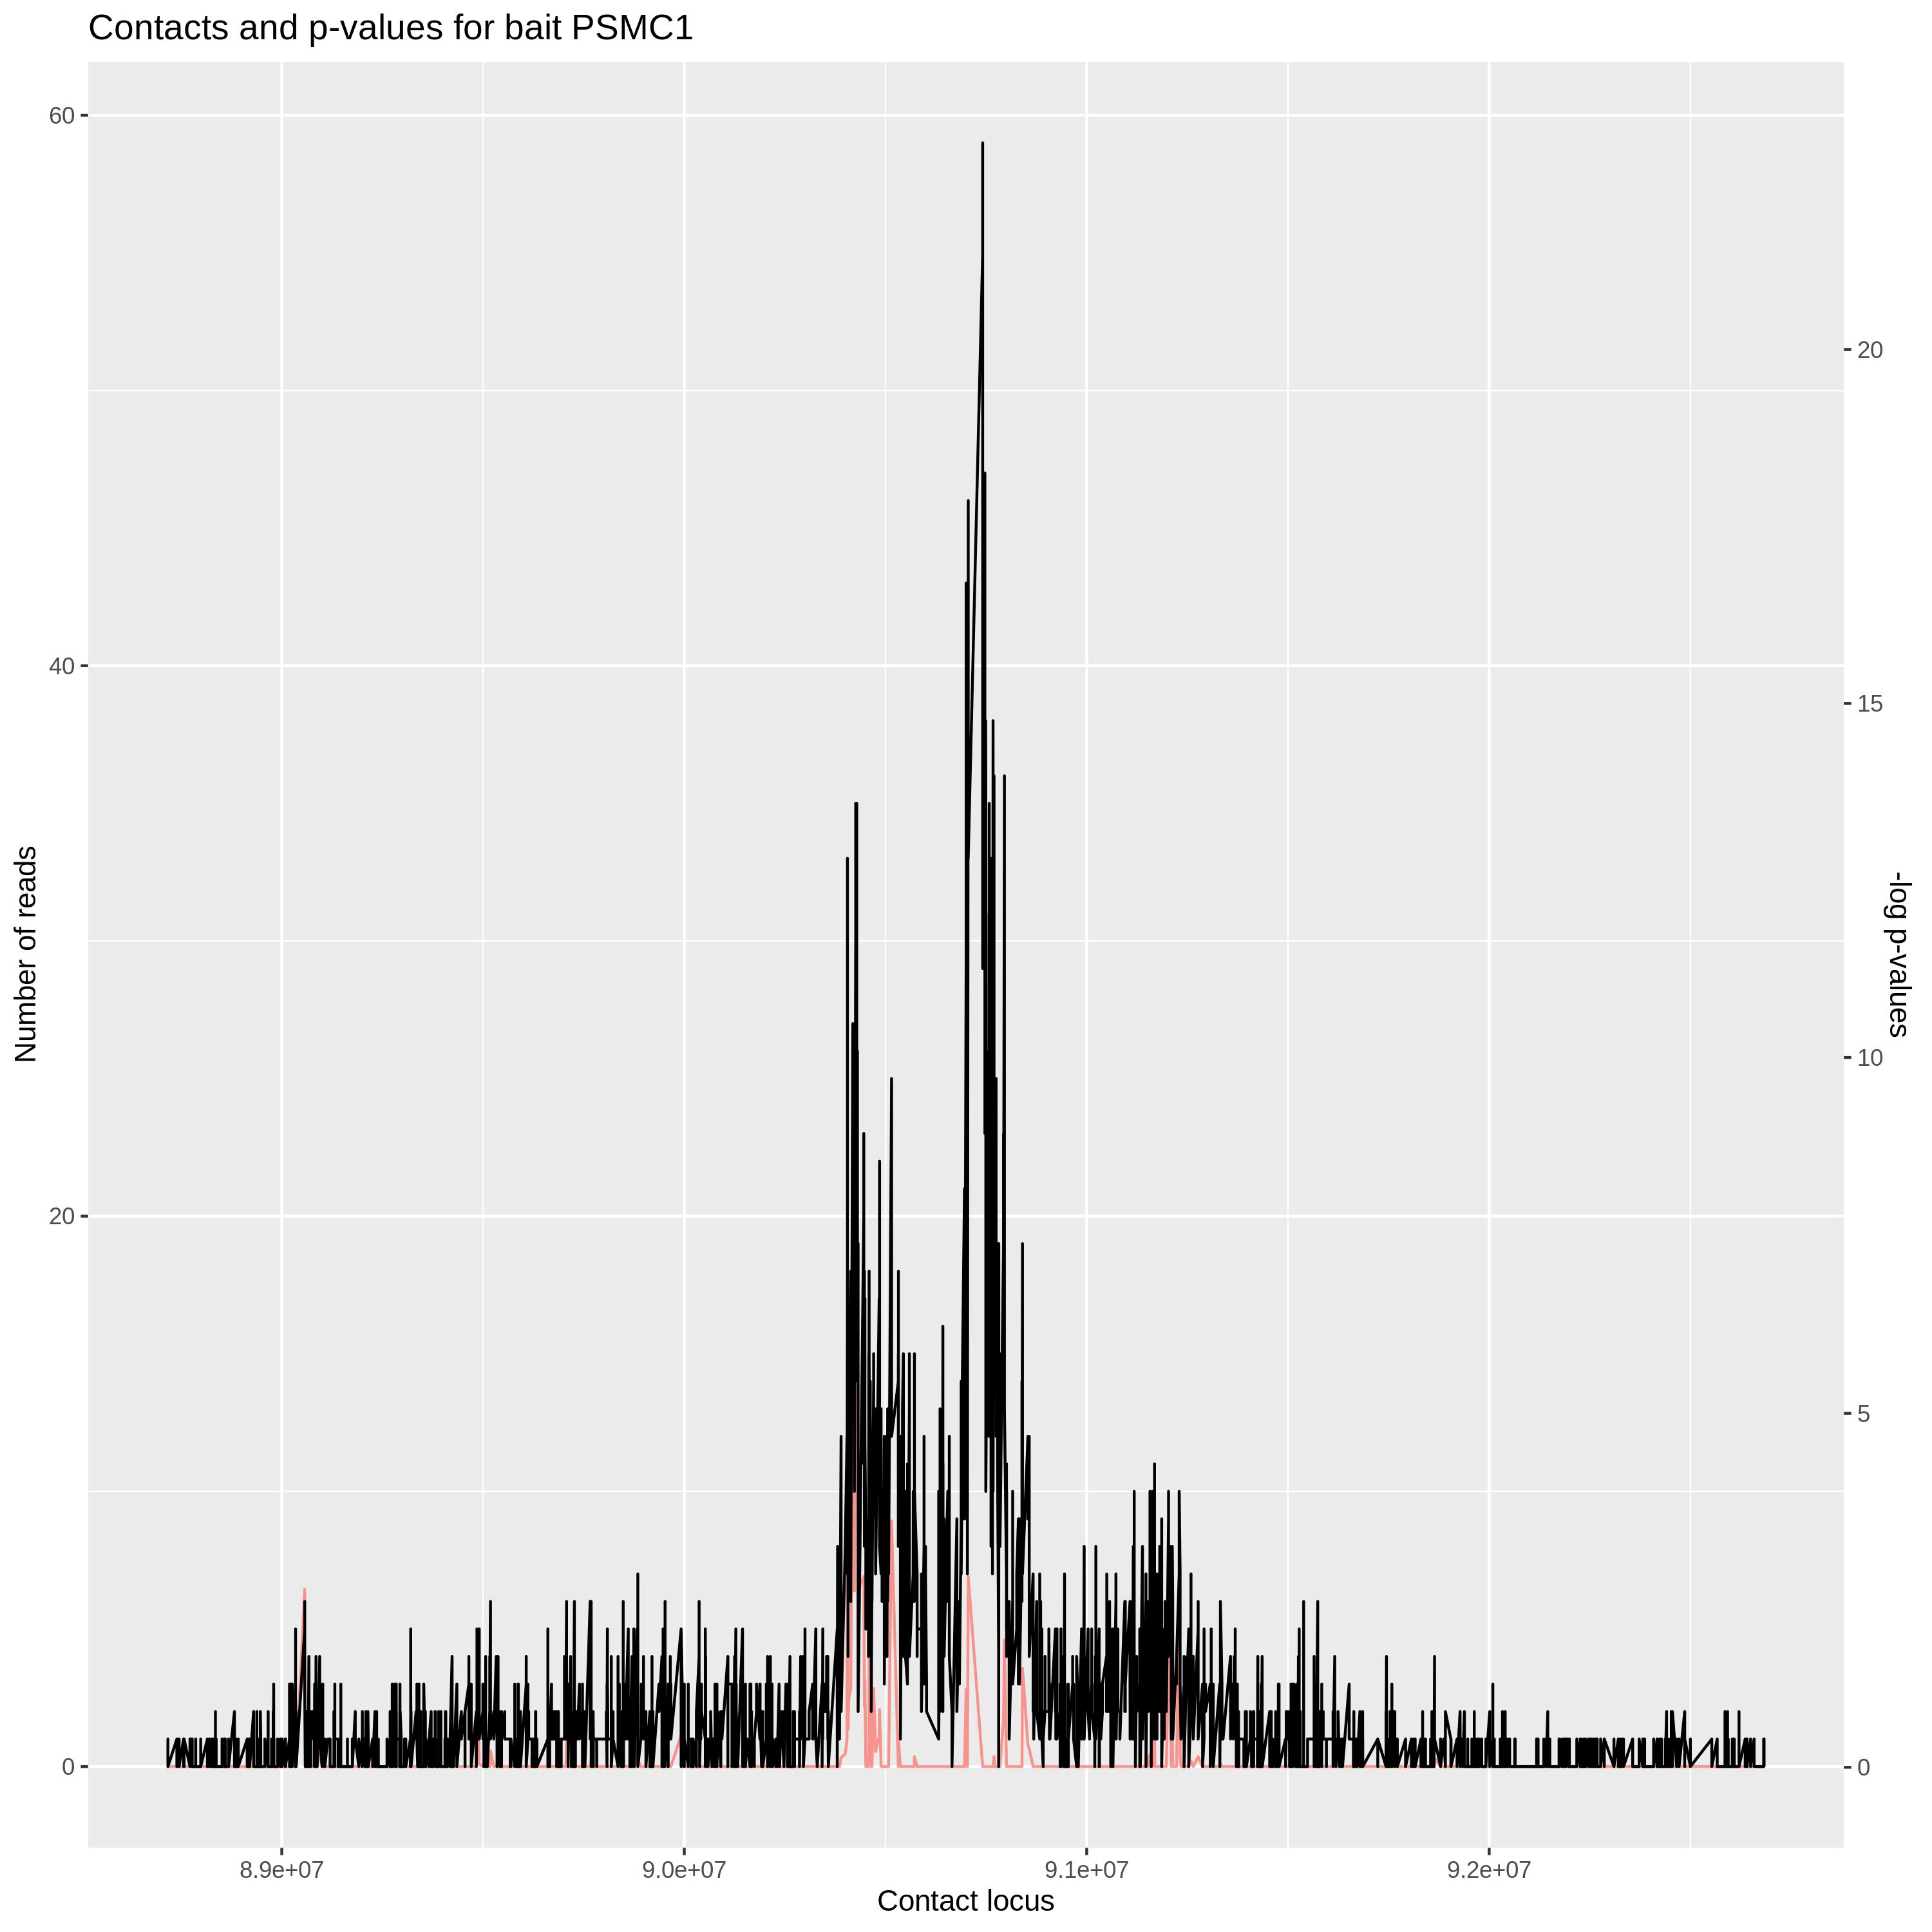 Contacts and p-values for bait PSMC1
60
40
20
0
Number of reads
20
15
10
5
0
-log p-values
8.9e+07
9.0e+07
9.1e+07
9.2e+07
Contact locus